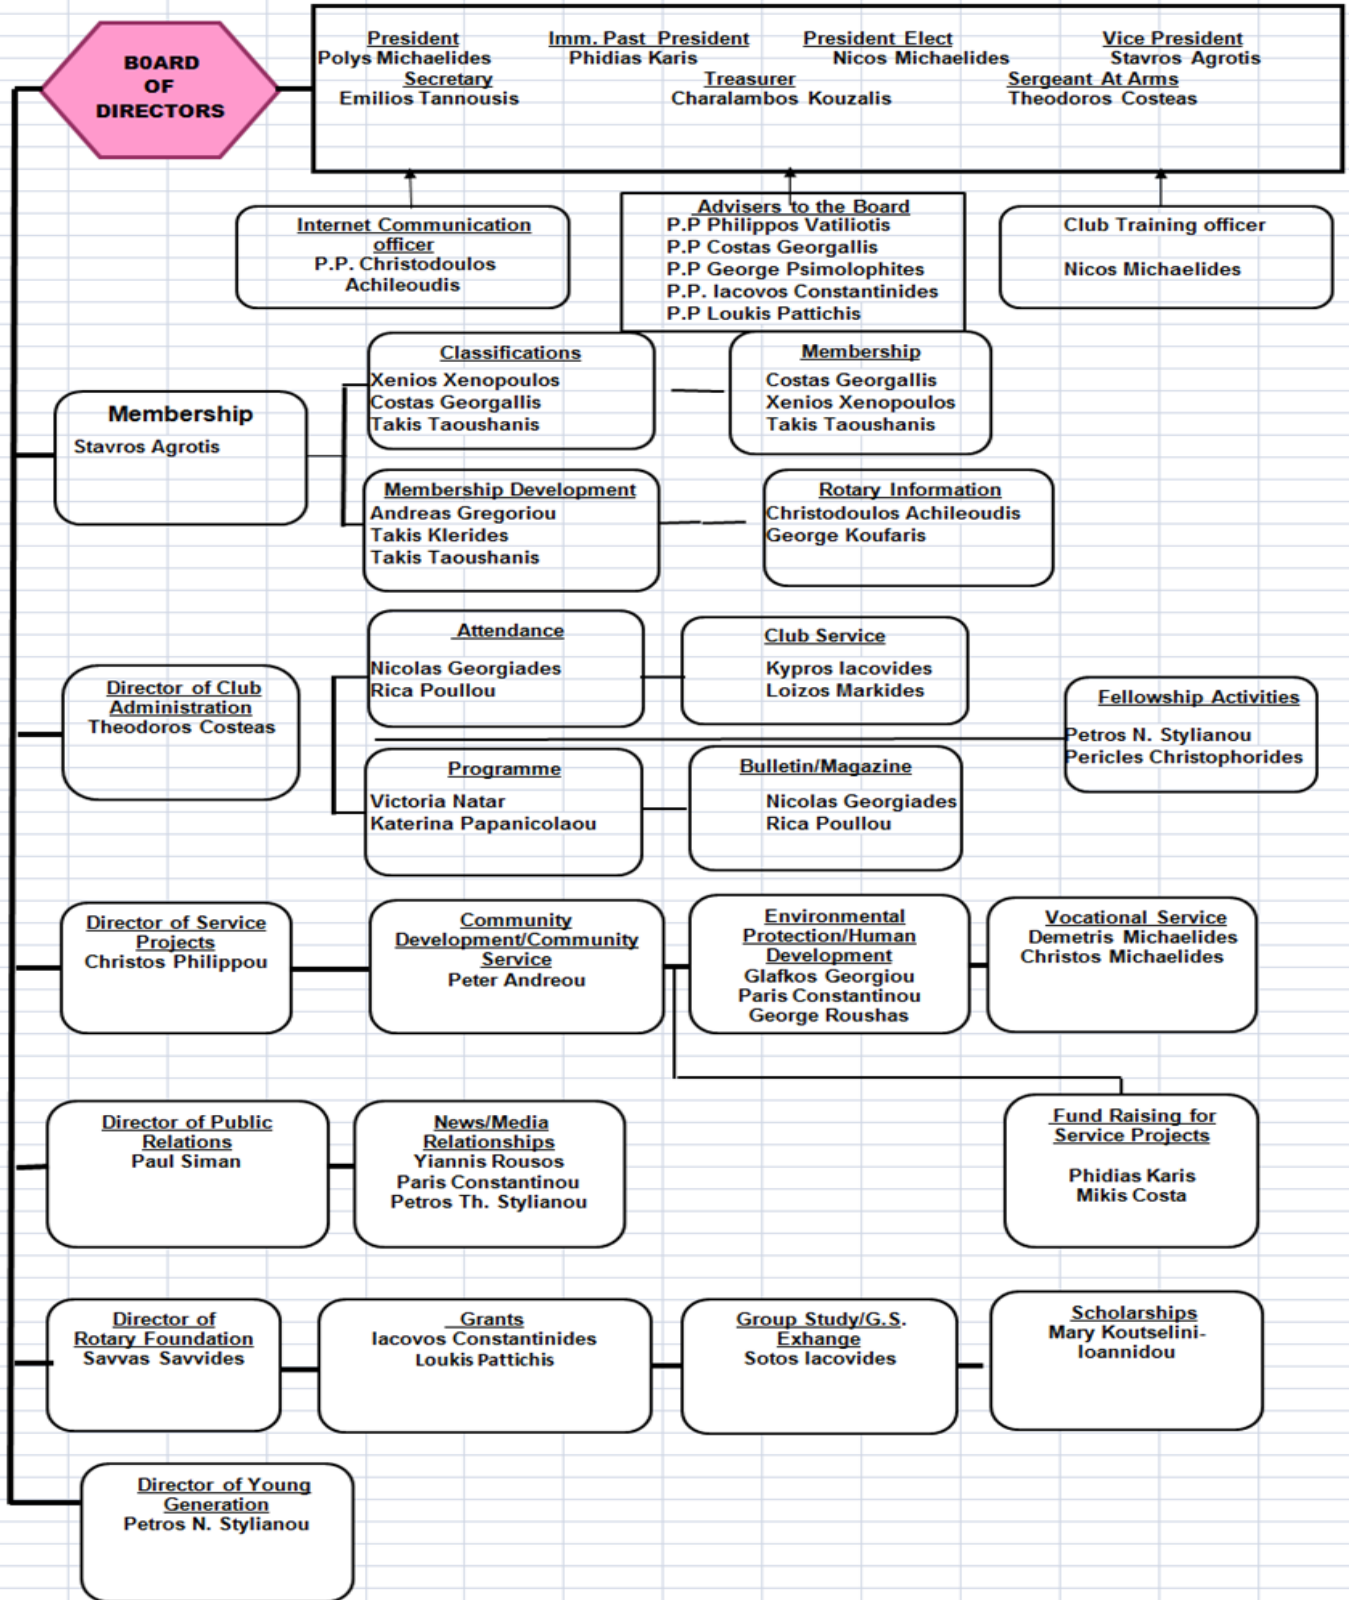 B0ARD
OF
DIRECTORS
President Imm. Past President President Elect Vice President
Polys Michaelides Phidias Karis Nicos Michaelides Stavros Agrotis
Secretary Treasurer Sergeant At Arms
Emilios Tannousis Charalambos Kouzalis Theodoros Costeas
Internet Communication
officer
P.P. Christodoulos
Achileoudis
Advisers to the Board
P.P Philippos Vatiliotis
P.P Costas Georgallis
P.P George Psimolophites
P.P. Iacovos Constantinides
P.P Loukis Pattichis
Club Training officer
Nicos Michaelides
Membership
Stavros Agrotis
Classifications
Xenios Xenopoulos
Costas Georgallis
Takis Taoushanis
Membership
Costas Georgallis
Xenios Xenopoulos
Takis Taoushanis
Membership Development
Andreas Gregoriou
Takis Klerides
Takis Taoushanis
Rotary Information
Christodoulos Achileoudis
George Koufaris
Director of Club
Administration
Theodoros Costeas
Attendance
Nicolas Georgiades
Rica Poullou
Club Service
Kypros Iacovides
Loizos Markides
Fellowship Activities
Petros N. Stylianou
Pericles Christophorides
Programme
Victoria Natar
Katerina Papanicolaou
Bulletin/Magazine
Nicolas Georgiades
Rica Poullou
Director of Service
Projects
Christos Philippou
Community
Development/Community
Service
Peter Andreou
Environmental
Protection/Human
Development
Glafkos Georgiou
Paris Constantinou
George Roushas
Vocational Service
Demetris Michaelides
Christos Michaelides
Director of Public
Relations
Paul Siman
News/Media
Relationships
Yiannis Rousos
Paris Constantinou
Petros Th. Stylianou
Fund Raising for
Service Projects
Phidias Karis
Mikis Costa
Director of
Rotary Foundation
Savvas Savvides
Grants
Iacovos Constantinides
Loukis Pattichis
Group Study/G.S.
Exhange
Sotos Iacovides
Scholarships
Mary Koutselini-
Ioannidou
Director of Young
Generation
Petros N. Stylianou